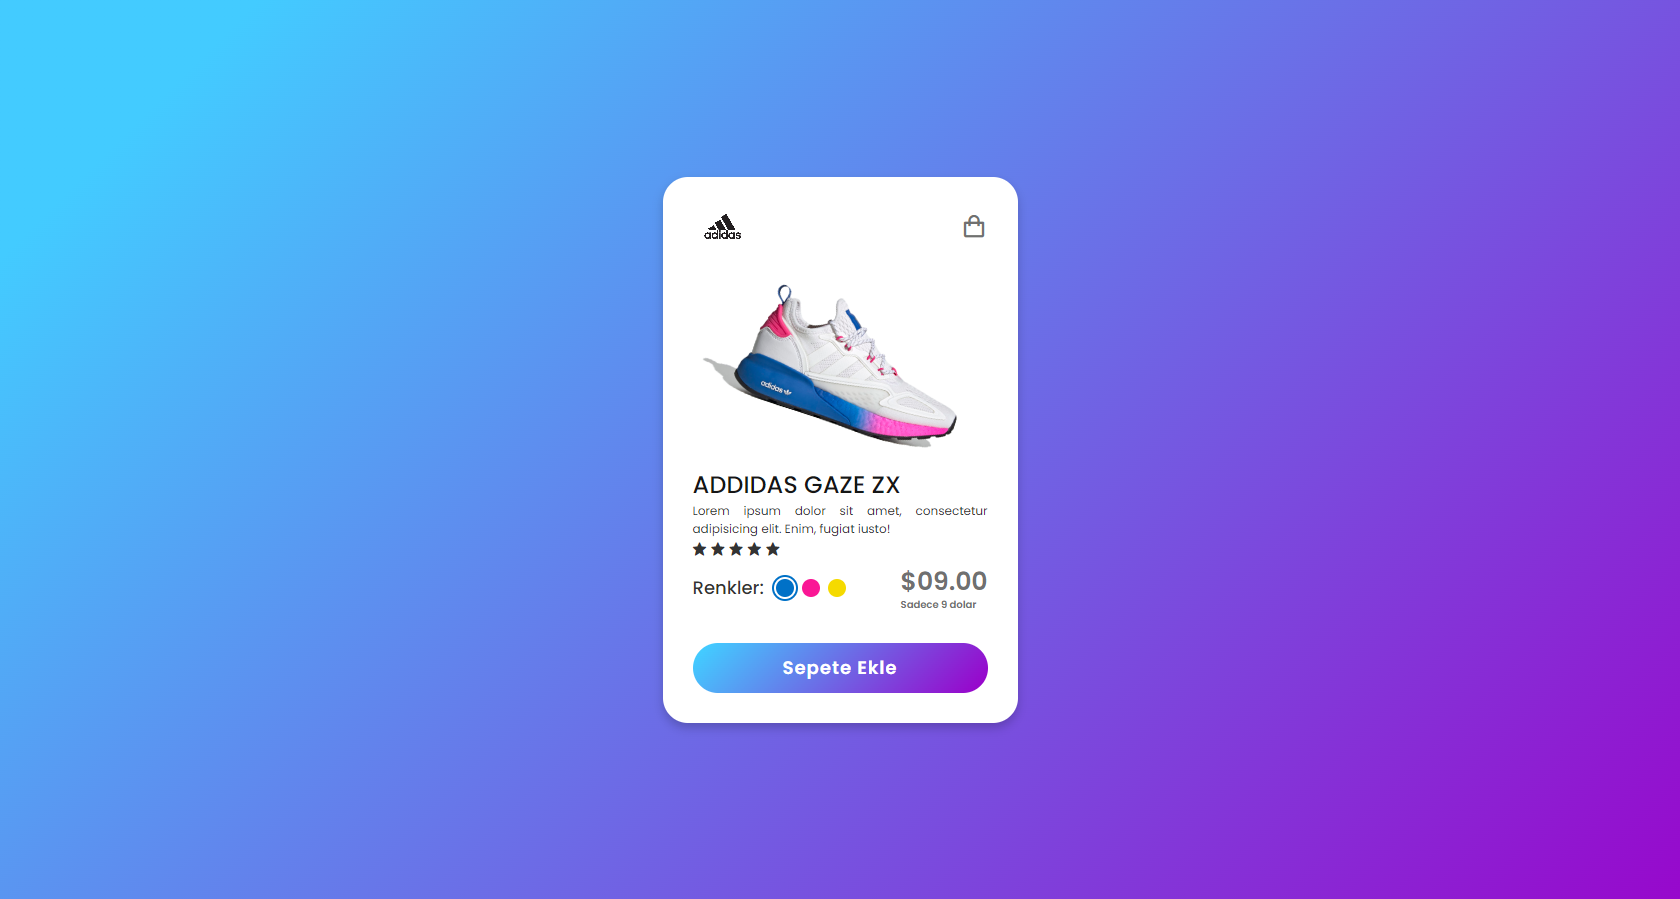 adidas
adidas
ADDIDAS GAZE ZX
Lorem ipsum dolor sit amet, consectetur
adipisicing elit. Enim, fugiat iusto!
Renkler:
$09.00
Sadece 9 dolar
Sepete Ekle